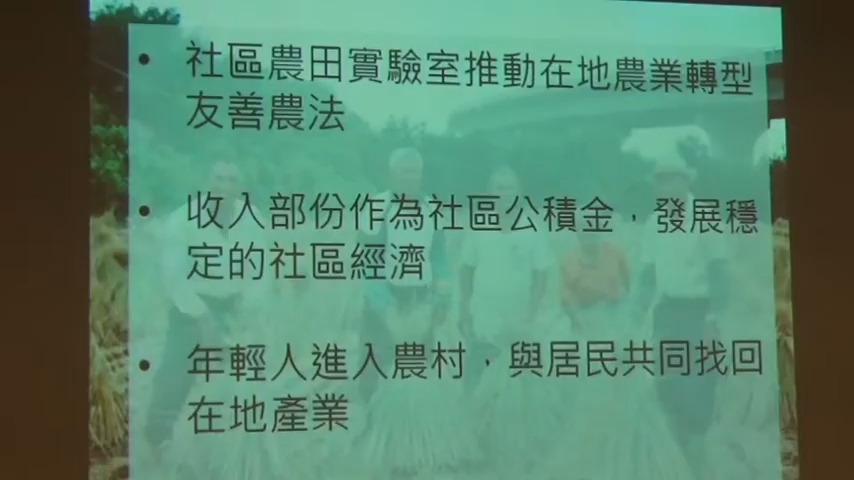 • 社區農田實驗室推動在地農業轉型
友善農法
• 收入部份作為社區公積金，發展穩
定的社區經濟
• 年輕人進入農村，與居民共同找回
在地產業